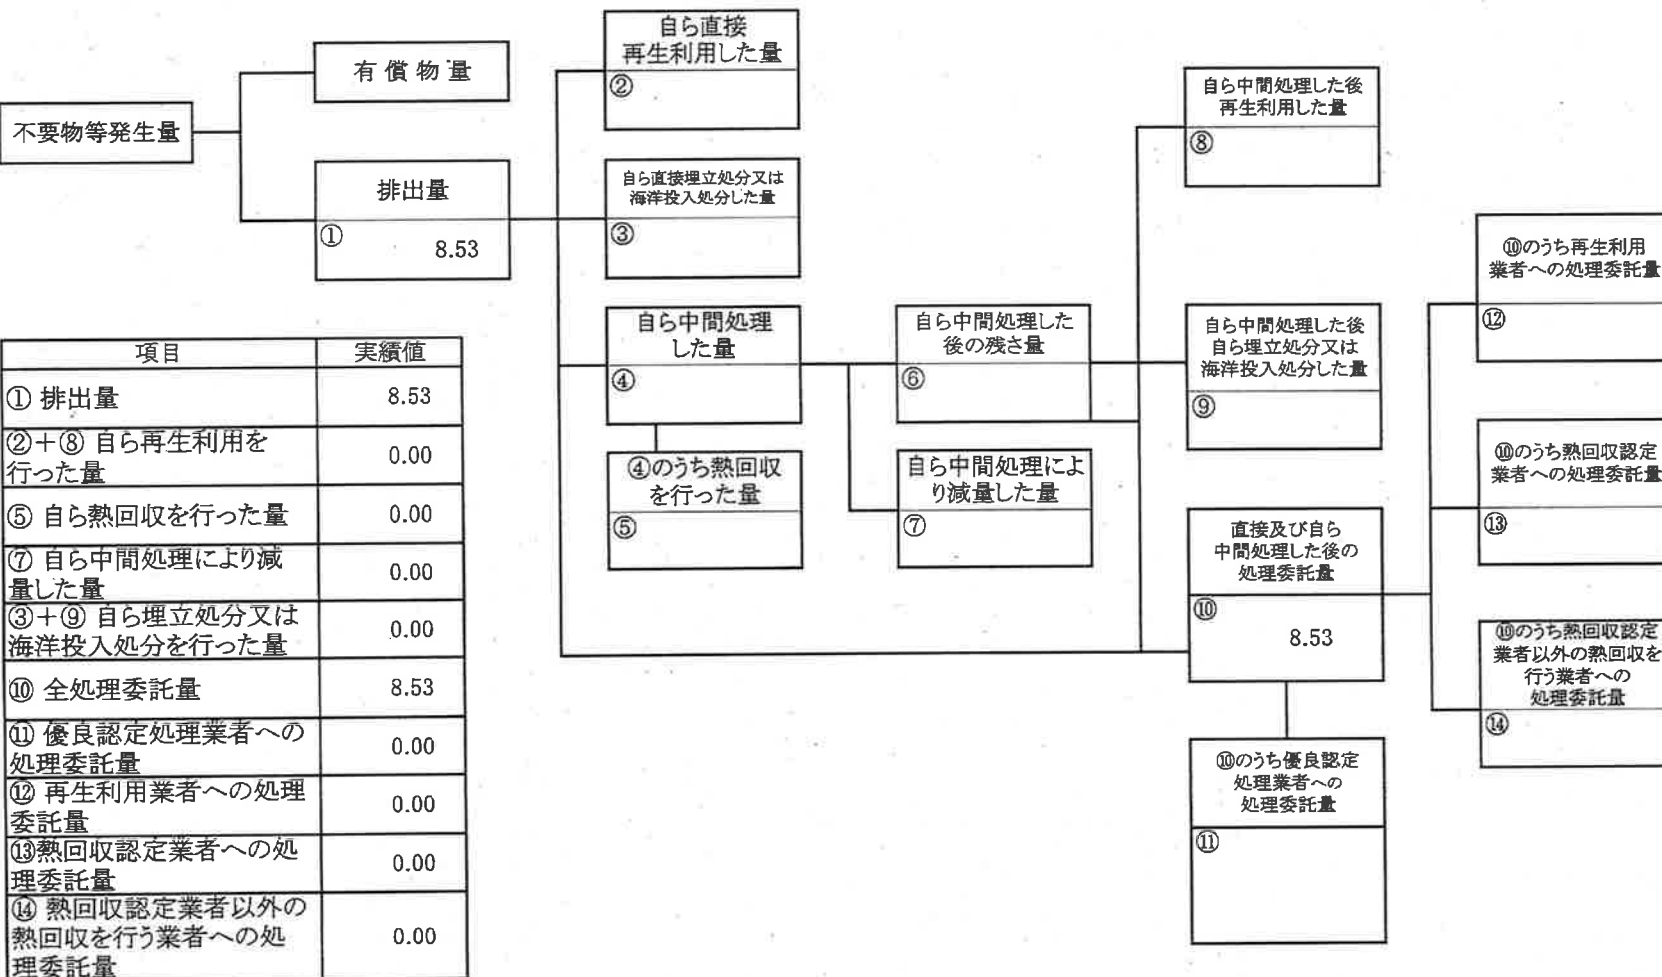 不要物等発生量
有償物量
排出量
①
8.53
自ら直接
再生利用した量
②
自ら直接埋立処分又は
海洋投入処分した量
③
自ら中間処理
した量
④
④のうち熱回収
を行った量
⑤
自ら中間処理した
後の残さ量
⑥
自ら中間処理によ
り減量した量
⑦
自ら中間処理した後
再生利用した量
⑧
自ら中間処理した後
自ら埋立処分又は
海洋投入処分した量
⑨
直接及び自ら
中間処理した後の
処理委託量
⑩
8.53
⑩のうち優良認定
処理業者への
処理委託量
⑪
⑩のうち再生利用
業者への処理委託量
⑫
⑩のうち熱回収認定
業者への処理委託量
⑬
⑩のうち熱回収認定
業者以外の熱回収を
行う業者への
処理委託量
⑭
項目 実績値
① 排出量 8.53
②+⑧ 自ら再生利用を
行った量 0.00
⑤ 自ら熱回収を行った量 0.00
⑦ 自ら中間処理により減
量した量 0.00
③+⑨ 自ら埋立処分又は
海洋投入処分を行った量 0.00
⑩ 全処理委託量 8.53
⑪ 優良認定処理業者への
処理委託量 0.00
⑫ 再生利用業者への処理
委託量 0.00
⑬熱回収認定業者への処
理委託量 0.00
⑭ 熱回収認定業者以外の
熱回収を行う業者への処
理委託量 0.00